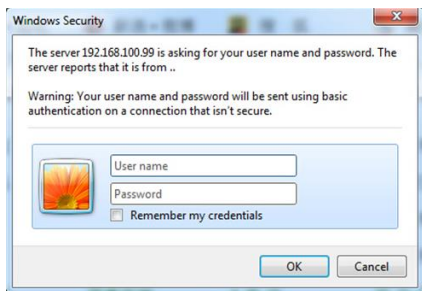 Windows Security
The server 192.168.100.99 is asking for your user name and password. The
server reports that it is from ..
Warning: Your user name and password will be sent using basic
authentication on a connection that isn't secure.
User name
Password
Remember my credentials
OK
Cancel